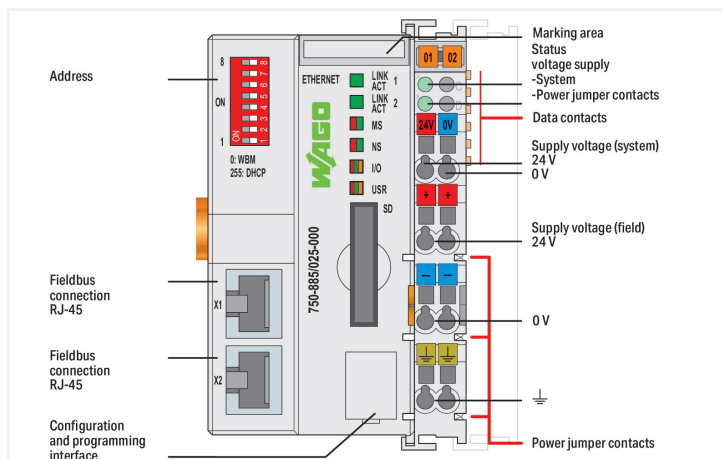 Address
8
ON
1
8
7
6
5
4
3
2
1
ON
0: WBM
255: DHCP
ETHERNET
LINK 1
ACT
LINK 2
ACT
MS
NS
I/O
USR
SD
WAGO
750-885/025-000
X1
X2
Fieldbus
connection
RJ-45
Fieldbus
connection
RJ-45
Configuration
and programming
interface
01 02
24V 0V
+ +
— —
Marking area
Status
voltage supply
-System
-Power jumper contacts
Data contacts
Supply voltage (system)
24 V
0 V
Supply voltage (field)
24 V
0 V
Power jumper contacts